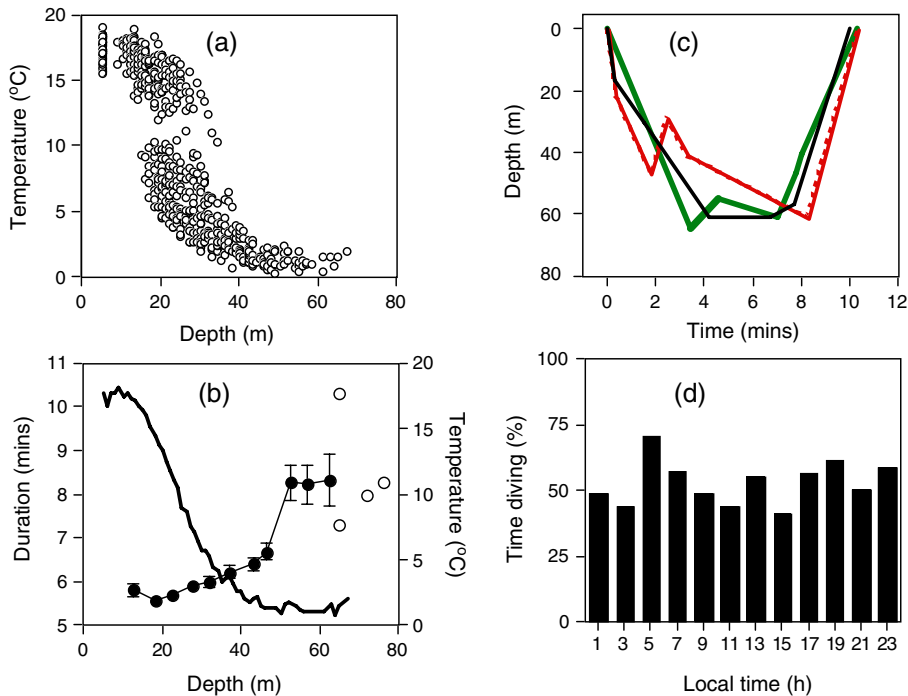 (a)
Temperature (°C)
20
15
10
5
0
0 20 40 60 80
Depth (m)
(c)
Depth (m)
0
20
40
60
80
0 2 4 6 8 10 12
Time (mins)
(b)
Duration (mins)
11
10
9
8
7
6
5
Temperature (°C)
20
15
10
5
0
0 20 40 60 80
Depth (m)
(d)
Time diving (%)
100
75
50
25
0
1 3 5 7 9 11 13 15 17 19 21 23
Local time (h)